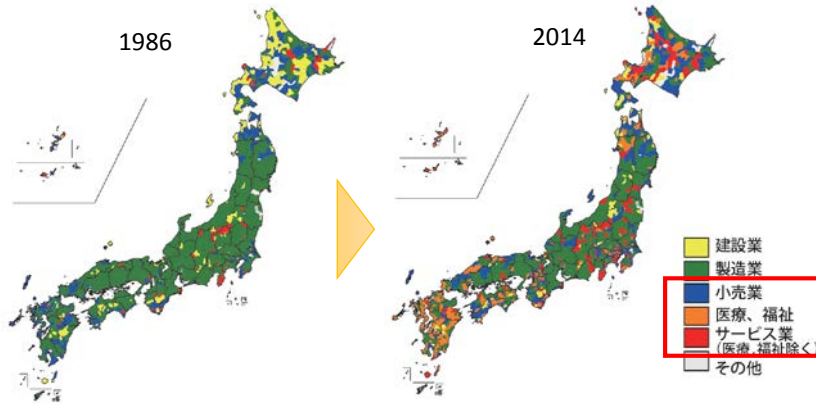 1986
2014
建設業
製造業
小売業
医療、福祉
サービス業
(医療、福祉除く)
その他